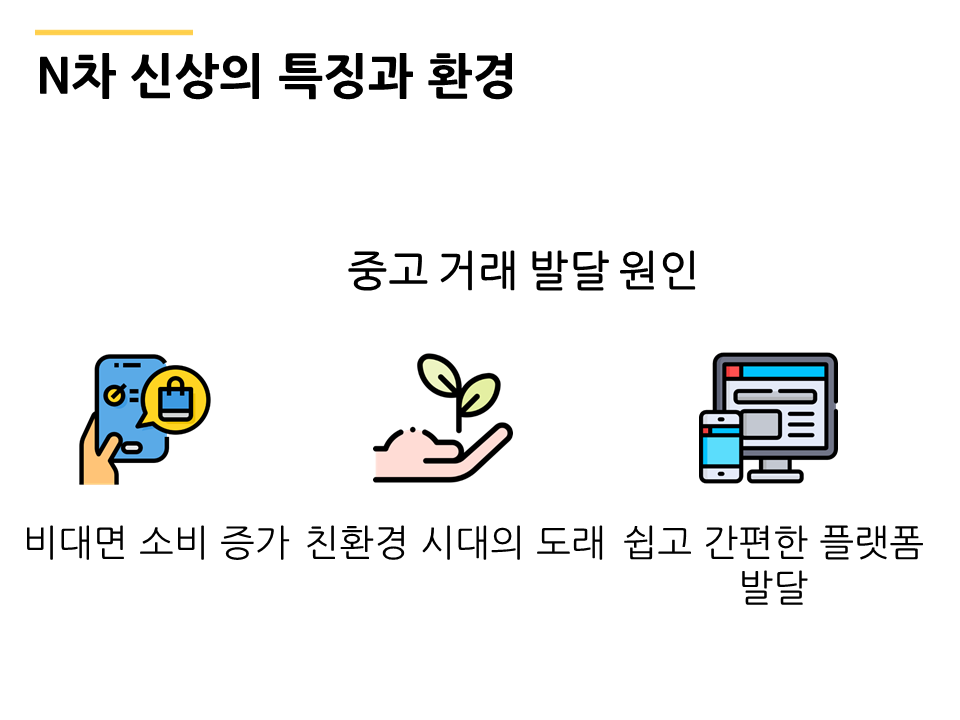 N차 신상의 특징과 환경
중고 거래 발달 원인
비대면 소비 증가
친환경 시대의 도래
쉽고 간편한 플랫폼
발달